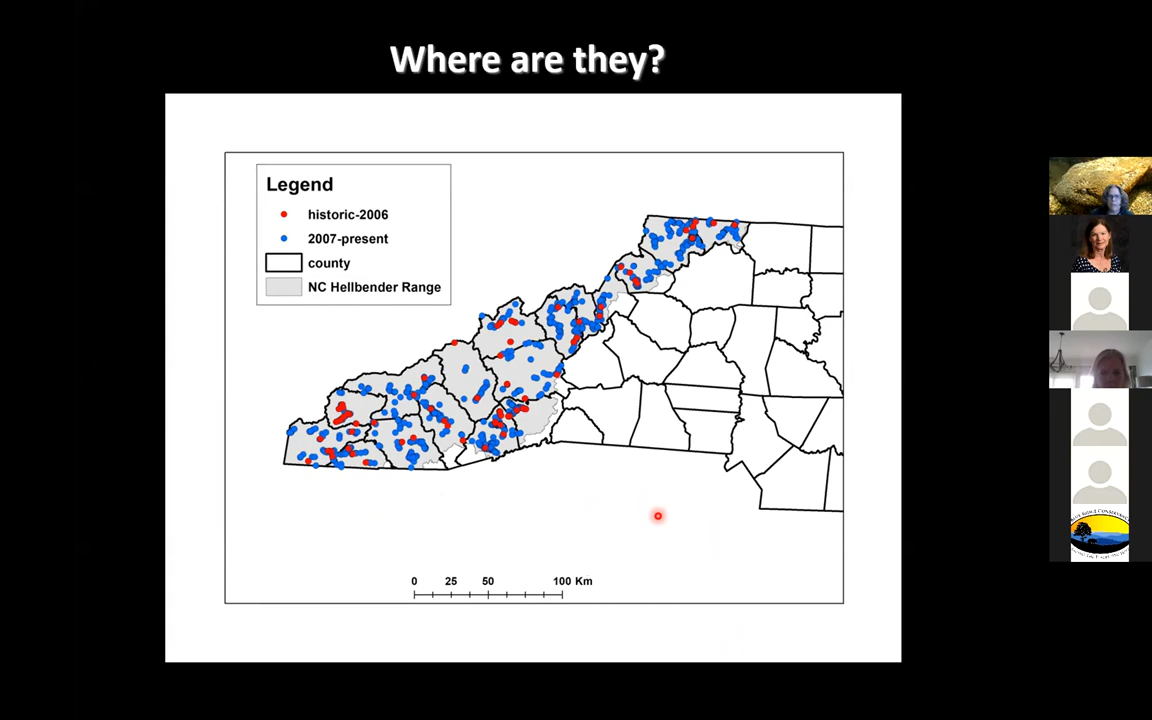 Where are they?
Legend
historic-2006
2007-present
county
NC Hellbender Range
0 25 50 100 Km